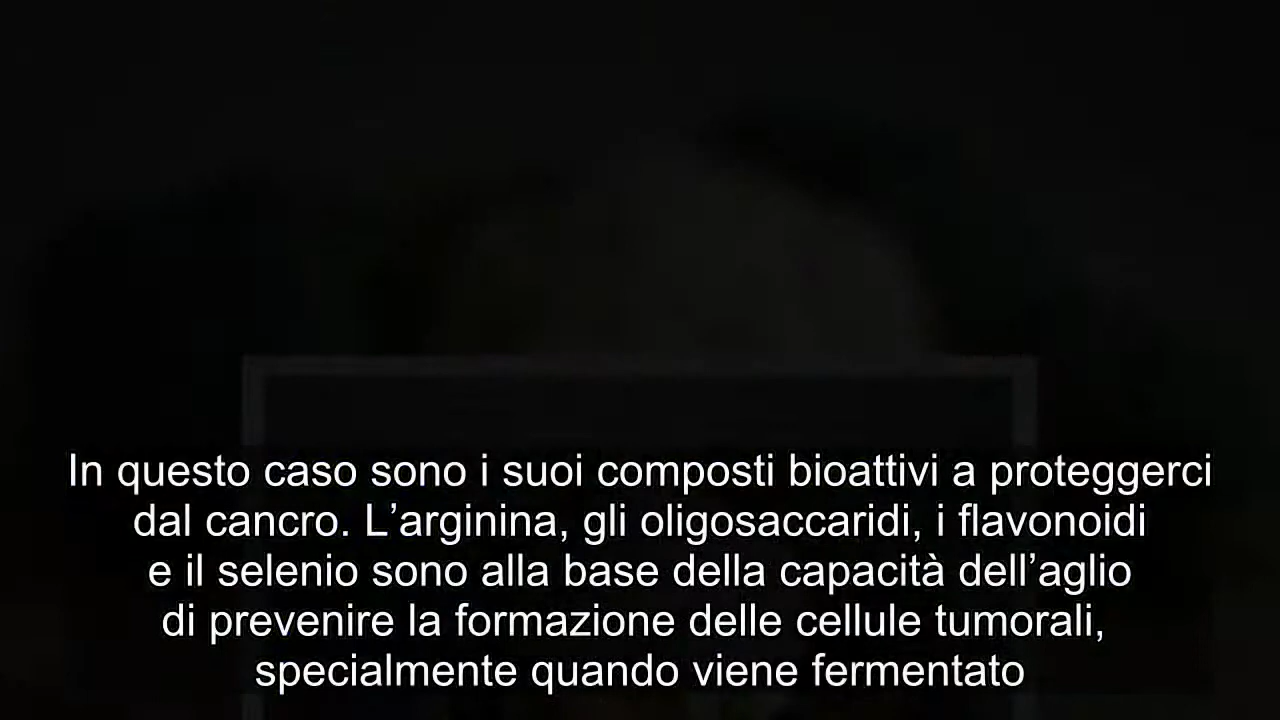 In questo caso sono i suoi composti bioattivi a proteggerci
dal cancro. L’arginina, gli oligosaccaridi, i flavonoidi
e il selenio sono alla base della capacità dell’aglio
di prevenire la formazione delle cellule tumorali,
specialmente quando viene fermentato